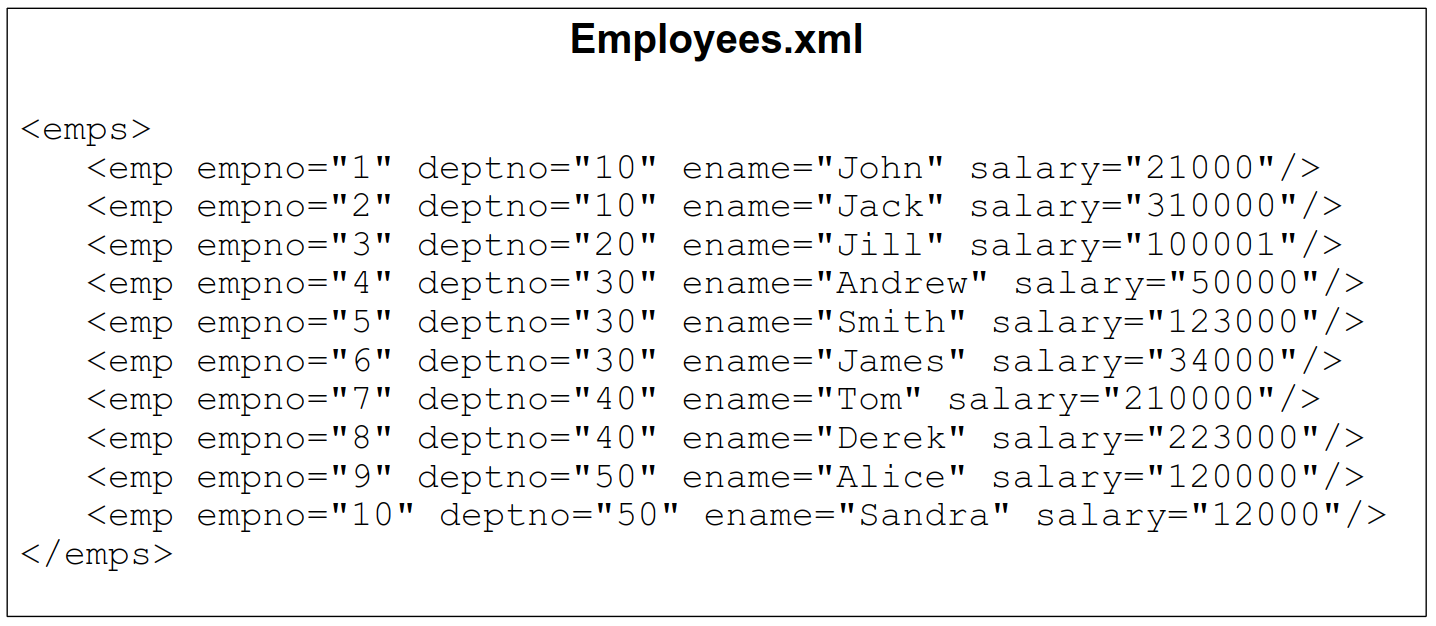 Employees.xml
<emps>
<emp empno="1" deptno="10" ename="John" salary="21000"/>
<emp empno="2" deptno="10" ename="Jack" salary="310000"/>
<emp empno="3" deptno="20" ename="Jill" salary="100001"/>
<emp empno="4" deptno="30" ename="Andrew" salary="50000"/>
<emp empno="5" deptno="30" ename="Smith" salary="123000"/>
<emp empno="6" deptno="30" ename="James" salary="34000"/>
<emp empno="7" deptno="40" ename="Tom" salary="210000"/>
<emp empno="8" deptno="40" ename="Derek" salary="223000"/>
<emp empno="9" deptno="50" ename="Alice" salary="120000"/>
<emp empno="10" deptno="50" ename="Sandra" salary="12000"/>
</emps>